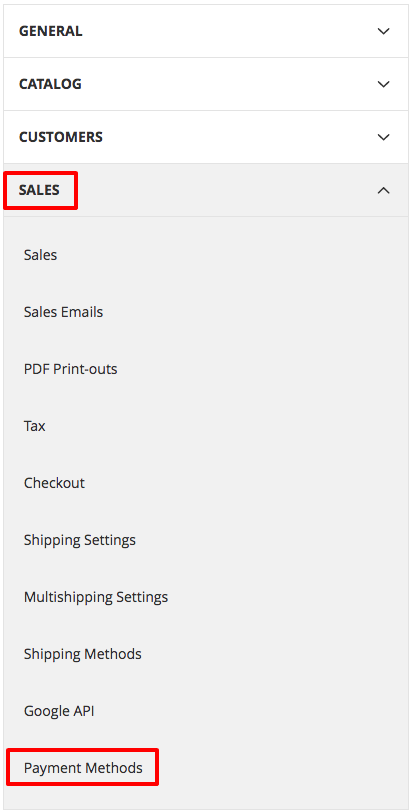 GENERAL
CATALOG
CUSTOMERS
SALES
Sales
Sales Emails
PDF Print-outs
Tax
Checkout
Shipping Settings
Multishipping Settings
Shipping Methods
Google API
Payment Methods